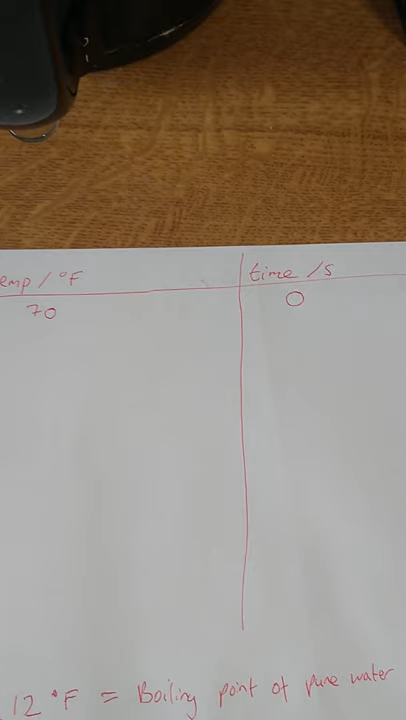 emp / °F time / s
70 0
12 °F = Boiling point of pure water